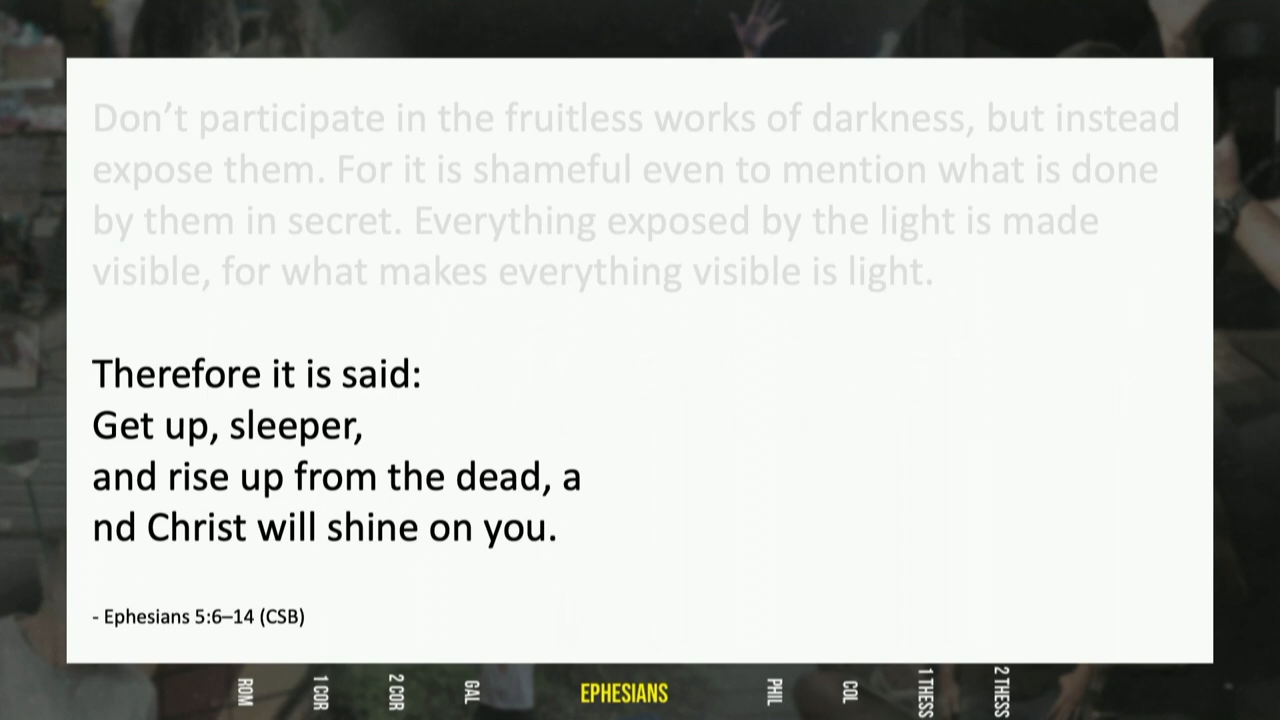 Don’t participate in the fruitless works of darkness, but instead
expose them. For it is shameful even to mention what is done
by them in secret. Everything exposed by the light is made
visible, for what makes everything visible is light.
Therefore it is said:
Get up, sleeper,
and rise up from the dead, a
nd Christ will shine on you.
- Ephesians 5:6–14 (CSB)
ROM
1 COR
2 COR
GAL
EPHESIANS
PHIL
COL
1 THESS
2 THESS